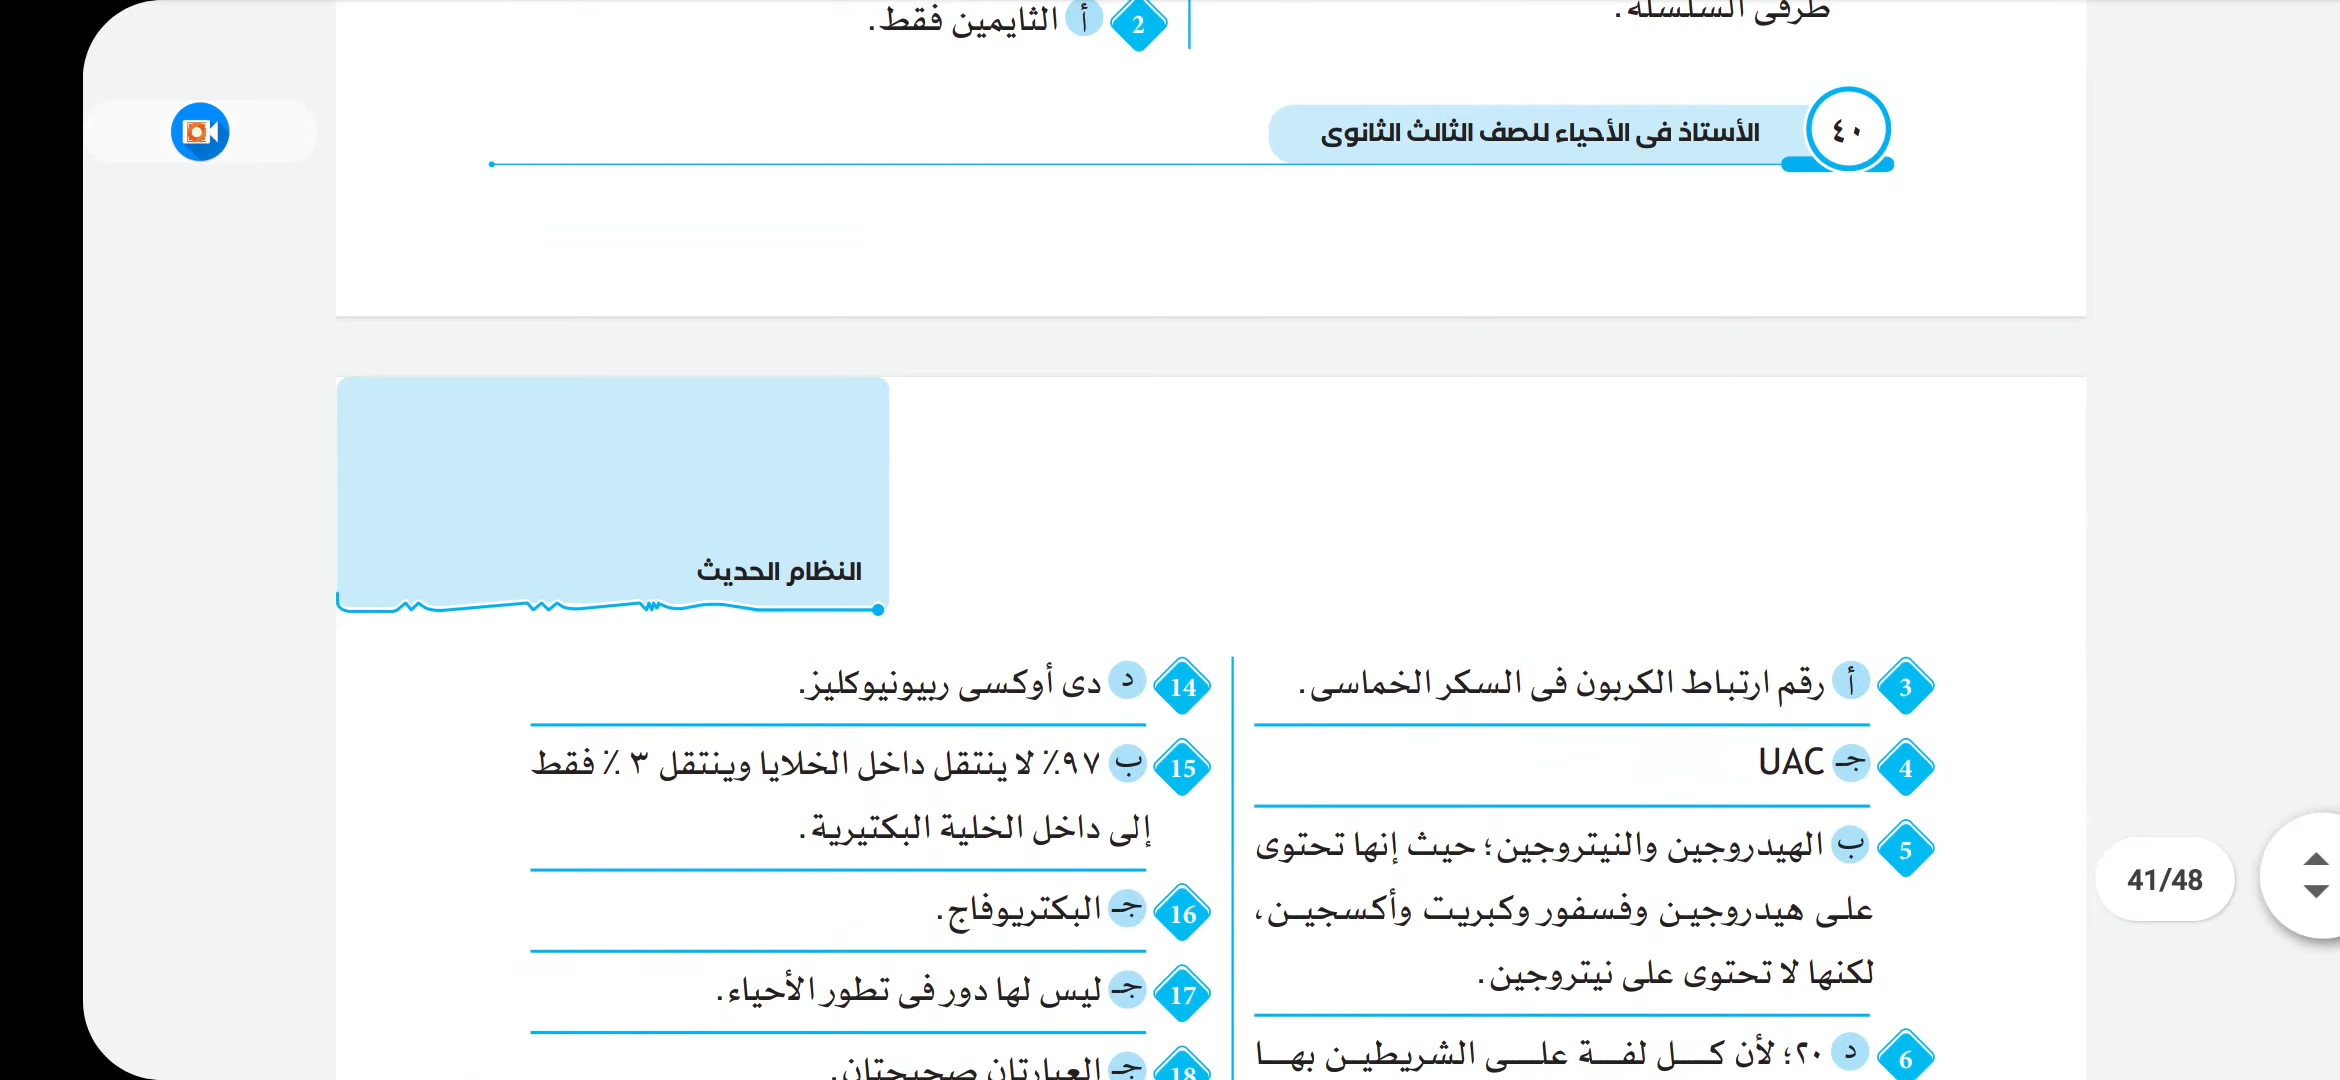 طرفى السلسلة.
2 أ الثايمين فقط.
٤٠ الأستاذ فى الأحياء للصف الثالث الثانوى
النظام الحديث
3 أ رقم ارتباط الكربون فى السكر الخماسى.
4 جـ UAC
5 ب الهيدروجين والنيتروجين؛ حيث إنها تحتوى
على هيدروجين وفسفور وكبريت وأكسجين،
لكنها لا تحتوى على نيتروجين.
6 د ٢٠؛ لأن كل لفة على الشريطين بها
14 د دى أوكسى ريبونيوكليز.
15 ب ٩٧٪ لا ينتقل داخل الخلايا وينتقل ٣ ٪ فقط
إلى داخل الخلية البكتيرية.
16 جـ البكتريوفاج.
17 جـ ليس لها دور فى تطور الأحياء.
18 جـ العبارتان صحيحتان.
41/48